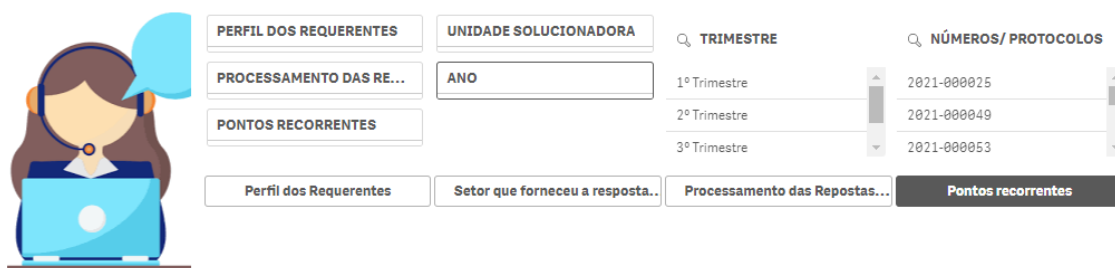 PERFIL DOS REQUERENTES
UNIDADE SOLUCIONADORA
TRIMESTRE
NÚMEROS/ PROTOCOLOS
PROCESSAMENTO DAS RE...
ANO
1º Trimestre
2021-000025
2º Trimestre
2021-000049
PONTOS RECORRENTES
3º Trimestre
2021-000053
Perfil dos Requerentes
Setor que forneceu a resposta..
Processamento das Repostas...
Pontos recorrentes